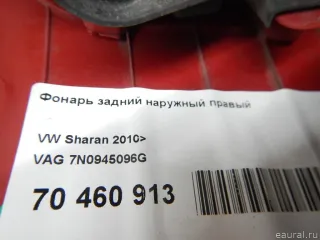 Фонарь задний наружный правый
VW Sharan 2010>
VAG 7N0945096G
70 460 913
eaural.ru